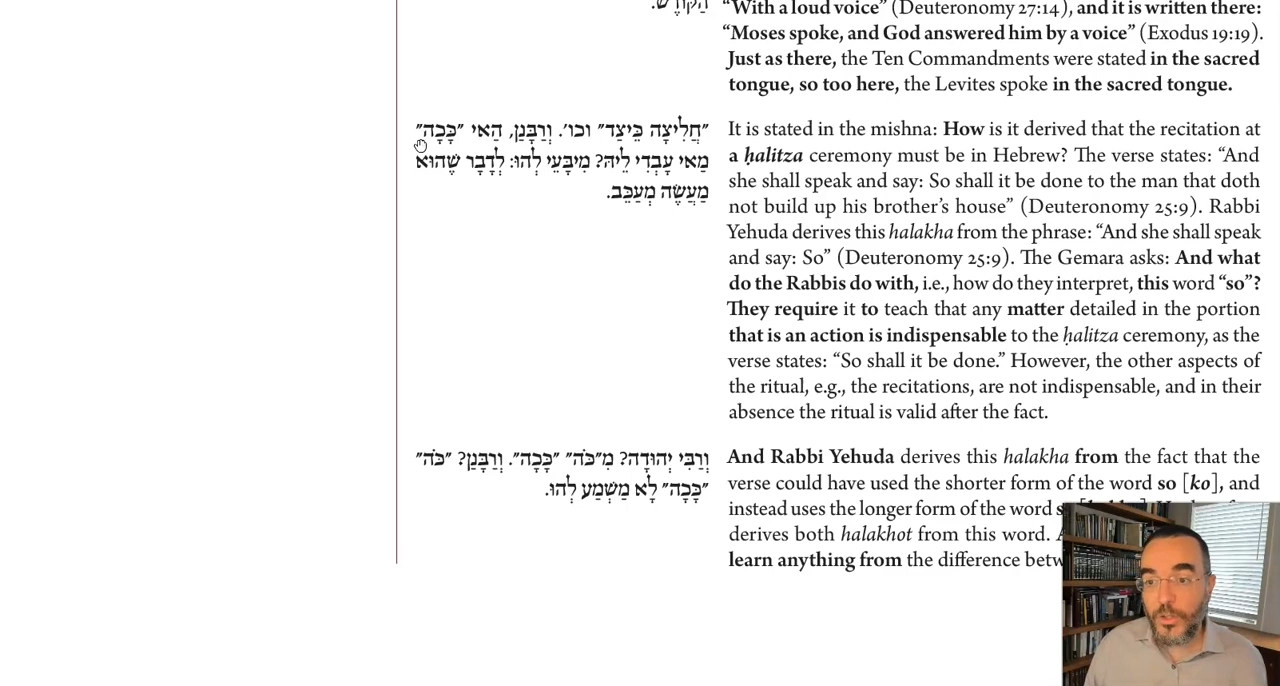 הַקּוֹדֶשׁ.
״חֲלִיצָה כֵּיצַד״ וכו׳. וְרַבָּנַן, הַאי ״כָּכָה״
מַאי עָבְדִי לֵיהּ? מִיבְּעֵי לְהוּ: לְדָבָר שֶׁהוּא
מַעֲשֶׂה מְעַכֵּב.
וְרַבִּי יְהוּדָה? מִ״כֹּה״ ״כָּכָה״. וְרַבָּנַן? ״כֹּה״
״כָּכָה״ לָא מַשְׁמַע לְהוּ.
“With a loud voice” (Deuteronomy 27:14), and it is written there:
“Moses spoke, and God answered him by a voice” (Exodus 19:19).
Just as there, the Ten Commandments were stated in the sacred
tongue, so too here, the Levites spoke in the sacred tongue.
It is stated in the mishna: How is it derived that the recitation at
a ḥalitza ceremony must be in Hebrew? The verse states: “And
she shall speak and say: So shall it be done to the man that doth
not build up his brother’s house” (Deuteronomy 25:9). Rabbi
Yehuda derives this halakha from the phrase: “And she shall speak
and say: So” (Deuteronomy 25:9). The Gemara asks: And what
do the Rabbis do with, i.e., how do they interpret, this word “so”?
They require it to teach that any matter detailed in the portion
that is an action is indispensable to the ḥalitza ceremony, as the
verse states: “So shall it be done.” However, the other aspects of
the ritual, e.g., the recitations, are not indispensable, and in their
absence the ritual is valid after the fact.
And Rabbi Yehuda derives this halakha from the fact that the
verse could have used the shorter form of the word so [ko], and
instead uses the longer form of the word
derives both halakhot from this word.
learn anything from the difference